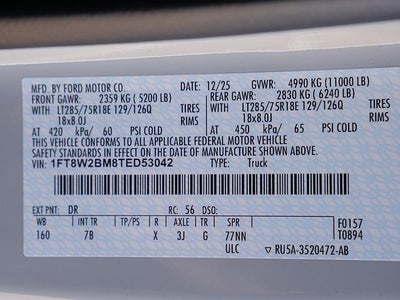 MFD. BY FORD MOTOR CO. 12/25 GVWR: 4990 KG (11000 LB)
FRONT GAWR: 2359 KG ( 5200 LB) REAR GAWR: 2830 KG ( 6240 LB)
LT285/75R18E 129/126Q TIRES LT285/75R18E 129/126Q TIRES
18x8.0J RIMS 18x8.0J RIMS
AT 420 kPa/ 60 PSI COLD AT 450 kPa/ 65 PSI COLD
THIS VEHICLE CONFORMS TO ALL APPLICABLE FEDERAL MOTOR VEHICLE
SAFETY STANDARDS IN EFFECT ON THE DATE OF MANUFACTURE SHOWN ABOVE.
VIN: 1FT8W2BM8TED53042 TYPE: Truck
EXT PNT: DR RC: 56 DSO: F0157
WB INT TR TP/PS R AXLE TR SPR T0894
160 7B X 3J G 77NN
ULC RU5A-3520472-AB